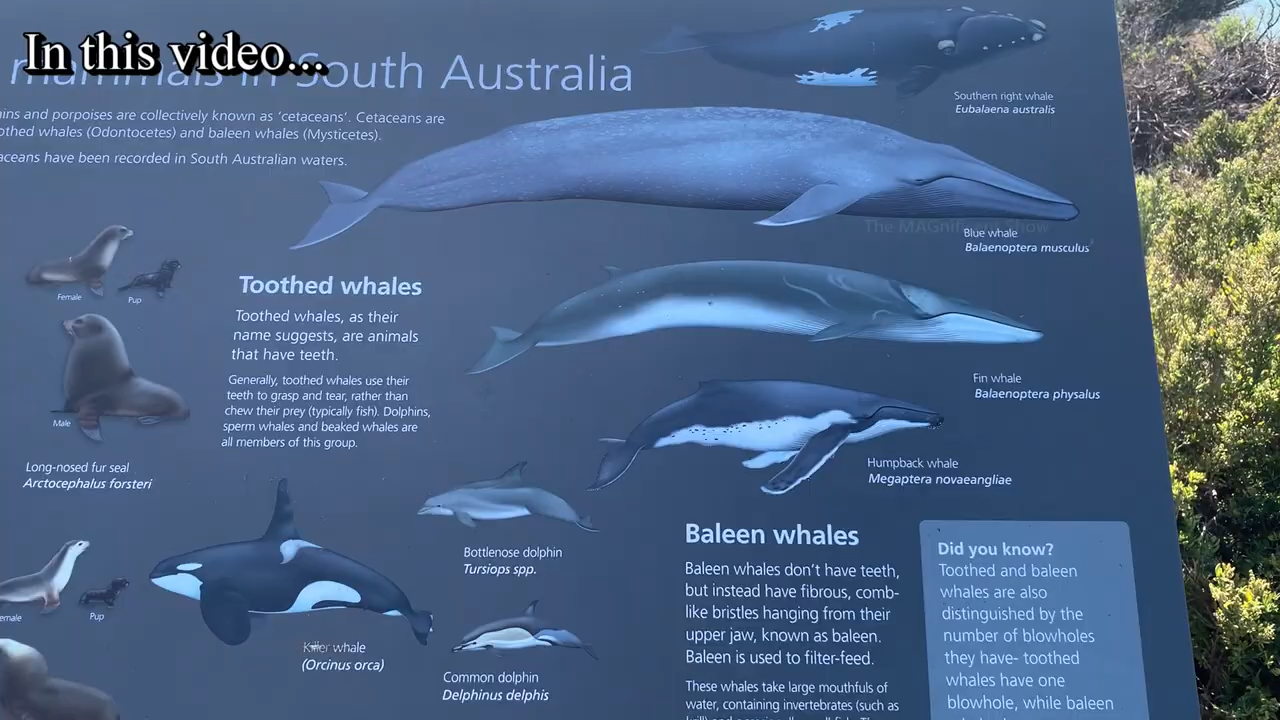 In this video...
mammals in South Australia
ins and porpoises are collectively known as 'cetaceans'. Cetaceans are
othed whales (Odontocetes) and baleen whales (Mysticetes).
aceans have been recorded in South Australian waters.
Southern right whale
Eubalaena australis
The MAGnificent Show
Blue whale
Balaenoptera musculus
Female
Pup
Male
Long-nosed fur seal
Arctocephalus forsteri
Toothed whales
Toothed whales, as their
name suggests, are animals
that have teeth.
Generally, toothed whales use their
teeth to grasp and tear, rather than
chew their prey (typically fish). Dolphins,
sperm whales and beaked whales are
all members of this group.
Fin whale
Balaenoptera physalus
Humpback whale
Megaptera novaeangliae
Bottlenose dolphin
Tursiops spp.
emale
Pup
Killer whale
(Orcinus orca)
Common dolphin
Delphinus delphis
Baleen whales
Baleen whales don't have teeth,
but instead have fibrous, comb-
like bristles hanging from their
upper jaw, known as baleen.
Baleen is used to filter-feed.
These whales take large mouthfuls of
water, containing invertebrates (such as
Did you know?
Toothed and baleen
whales are also
distinguished by the
number of blowholes
they have- toothed
whales have one
blowhole, while baleen